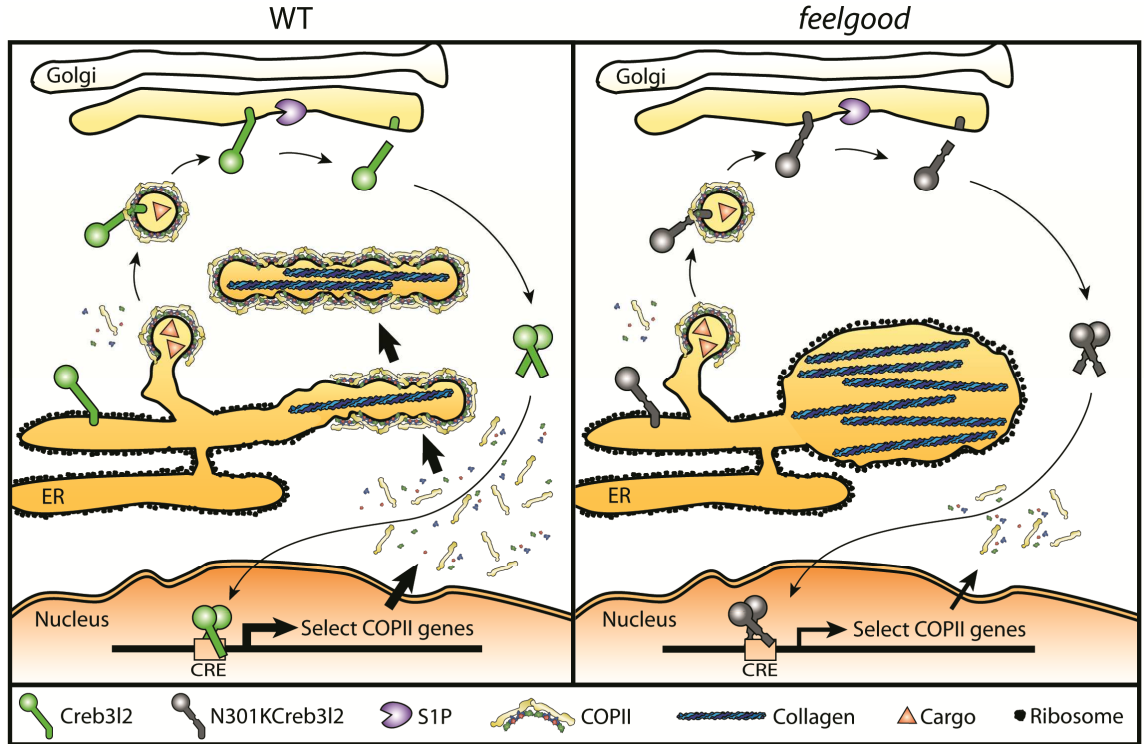 WT
feelgood
Golgi
Golgi
ER
ER
Nucleus
Select COPII genes
CRE
Nucleus
Select COPII genes
CRE
Creb3l2
N301KCreb3l2
S1P
COPII
Collagen
Cargo
Ribosome